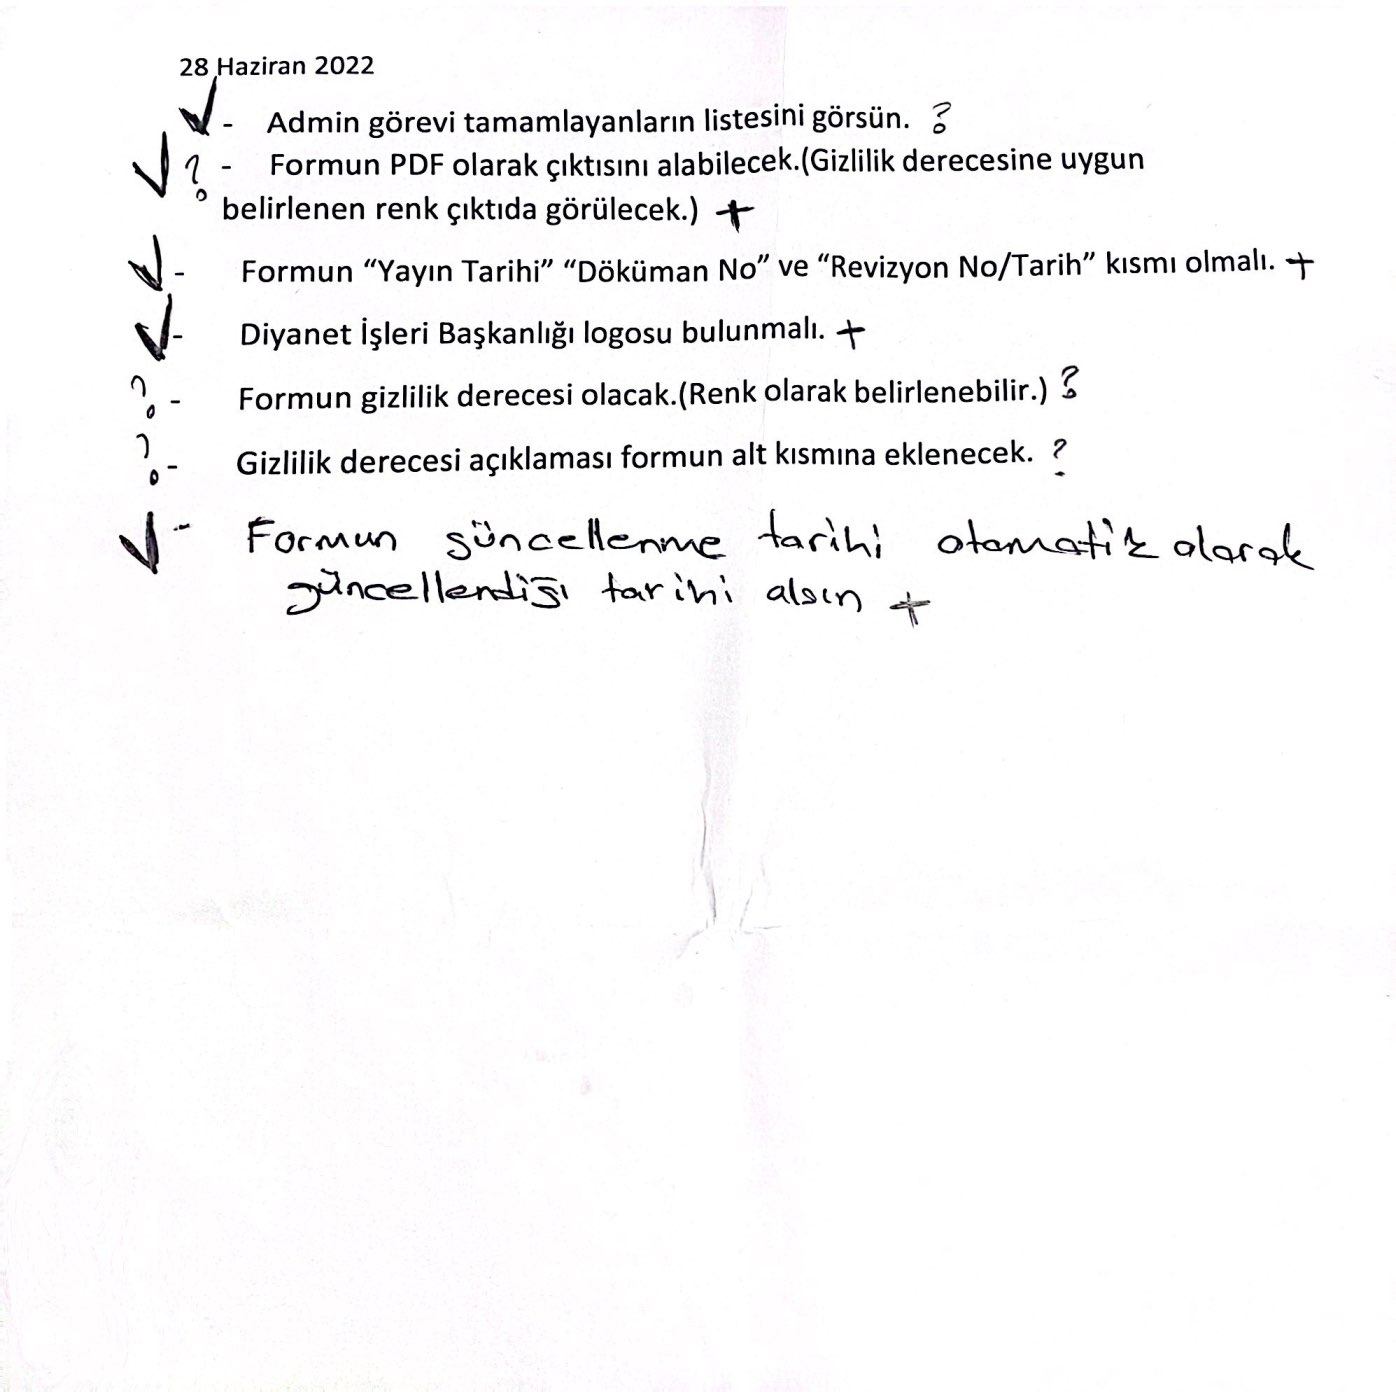 28 Haziran 2022
✓ - Admin görevi tamamlayanların listesini görsün. ?
✓ ? - Formun PDF olarak çıktısını alabilecek.(Gizlilik derecesine uygun
belirlenen renk çıktıda görülecek.) +
✓ - Formun “Yayın Tarihi” “Döküman No” ve “Revizyon No/Tarih” kısmı olmalı. +
✓ - Diyanet İşleri Başkanlığı logosu bulunmalı. +
? - Formun gizlilik derecesi olacak.(Renk olarak belirlenebilir.) ?
? - Gizlilik derecesi açıklaması formun alt kısmına eklenecek. ?
✓ - Formun güncellenme tarihi otamatik olarak
güncellendiği tarihi alsın +